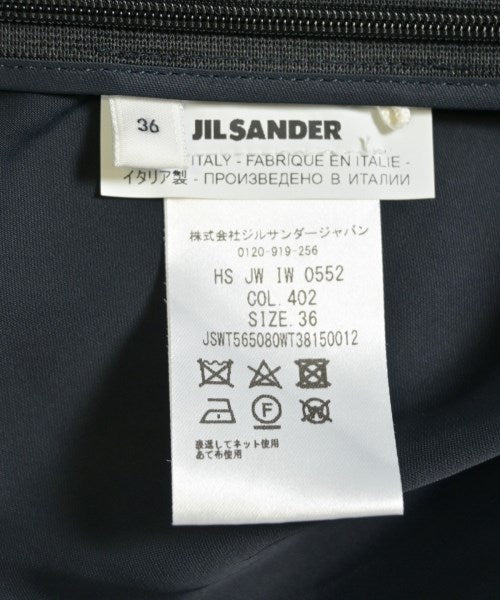 36
JIL SANDER
ITALY - FABRIQUE EN ITALIE -
イタリア製 - ПРОИЗВЕДЕНО В ИТАЛИИ
株式会社ジルサンダージャパン
0120-919-256
HS JW IW 0552
COL. 402
SIZE. 36
JSWT565080WT38150012
F
裏返してネット使用
あて布使用